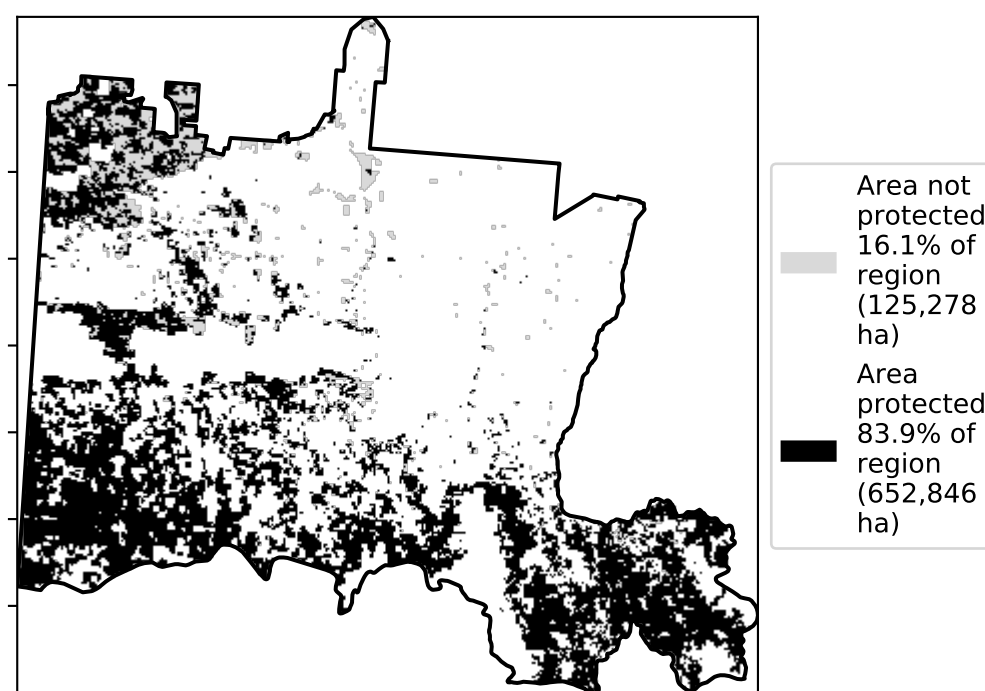 Area not
protected
16.1% of
region
(125,278
ha)
Area
protected
83.9% of
region
(652,846
ha)